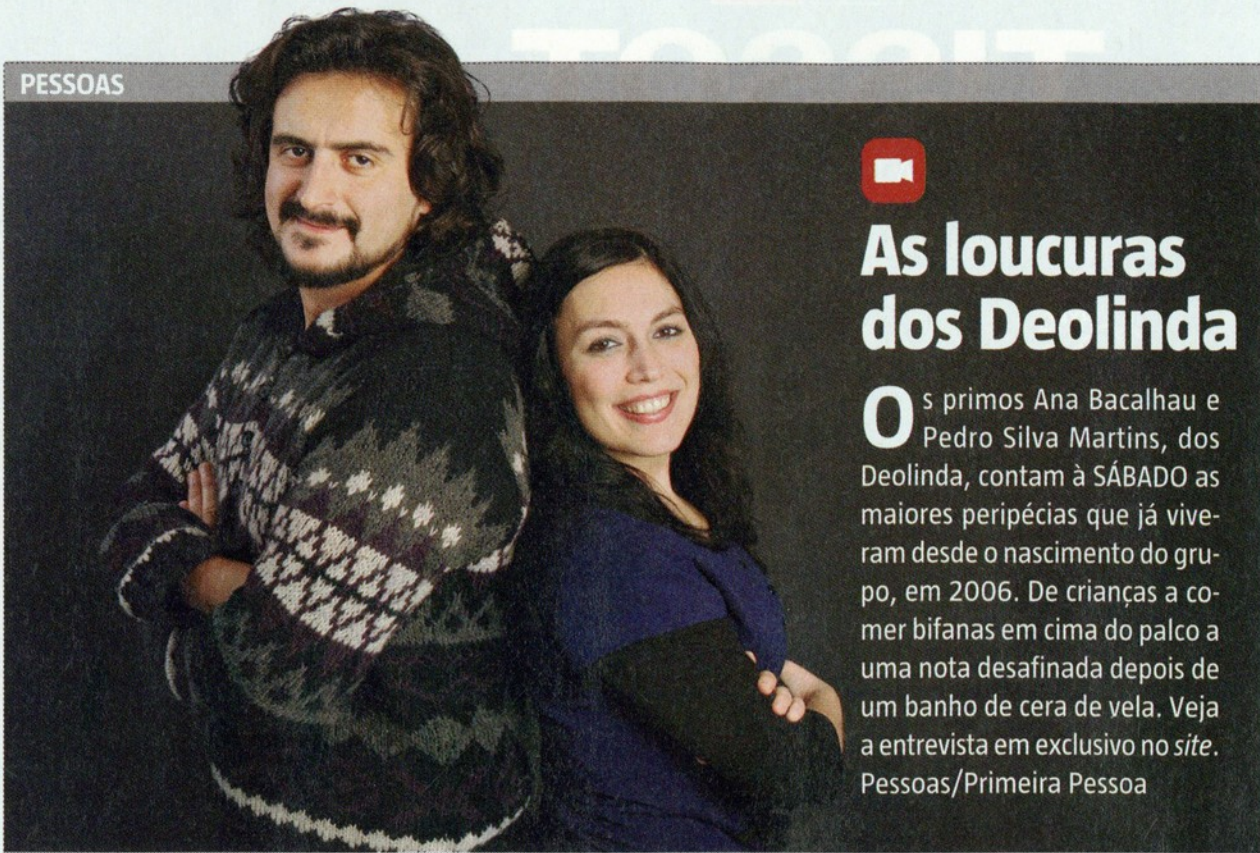 PESSOAS
As loucuras
dos Deolinda
Os primos Ana Bacalhau e
Pedro Silva Martins, dos
Deolinda, contam à SÁBADO as
maiores peripécias que já vive-
ram desde o nascimento do gru-
po, em 2006. De crianças a co-
mer bifanas em cima do palco a
uma nota desafinada depois de
um banho de cera de vela. Veja
a entrevista em exclusivo no site.
Pessoas/Primeira Pessoa